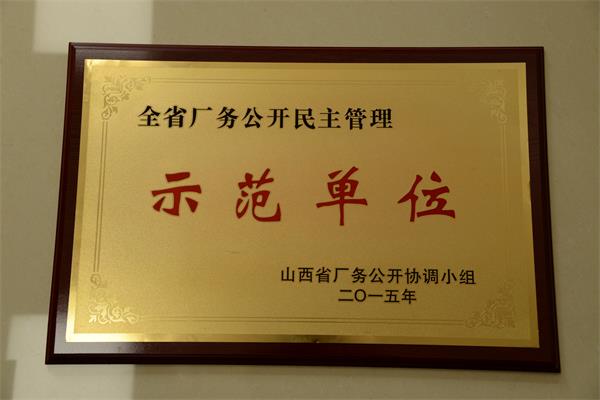 全省厂务公开民主管理
示范单位
山西省厂务公开协调小组
二〇一五年